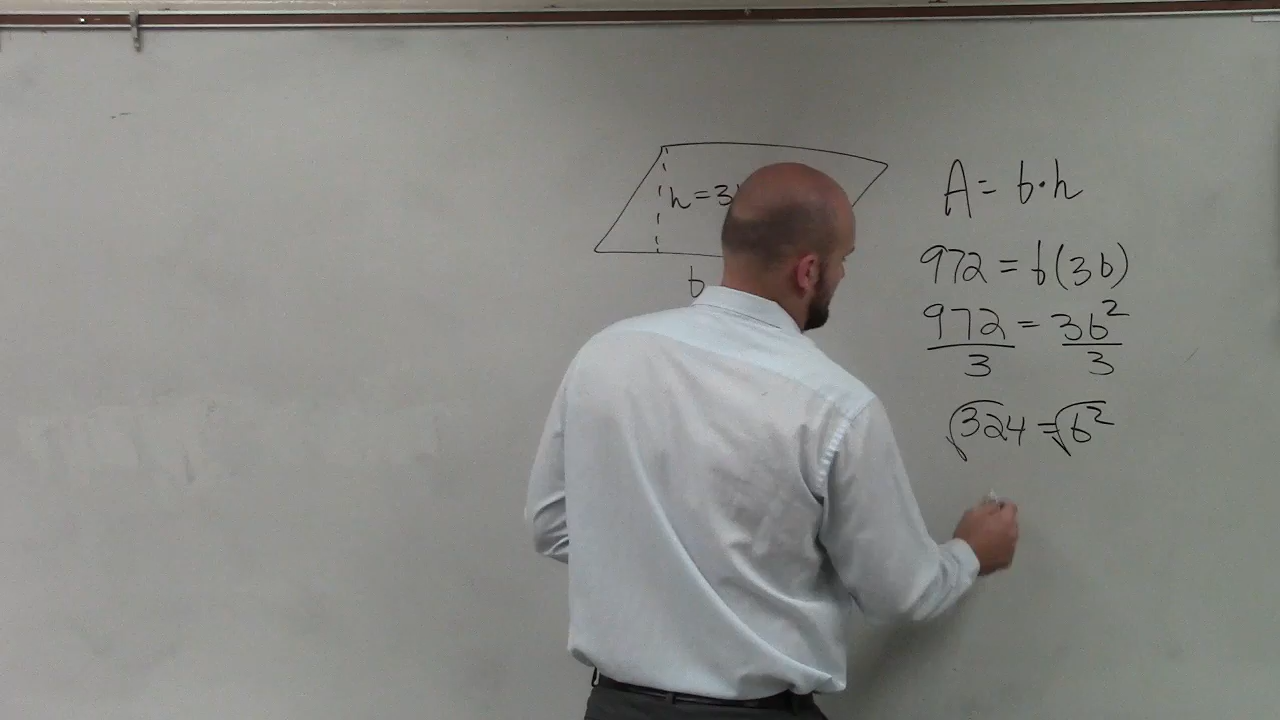 h=3
b
A = b·h
972 = b(3b)
972/3 = 3b²/3
√324 = √b²